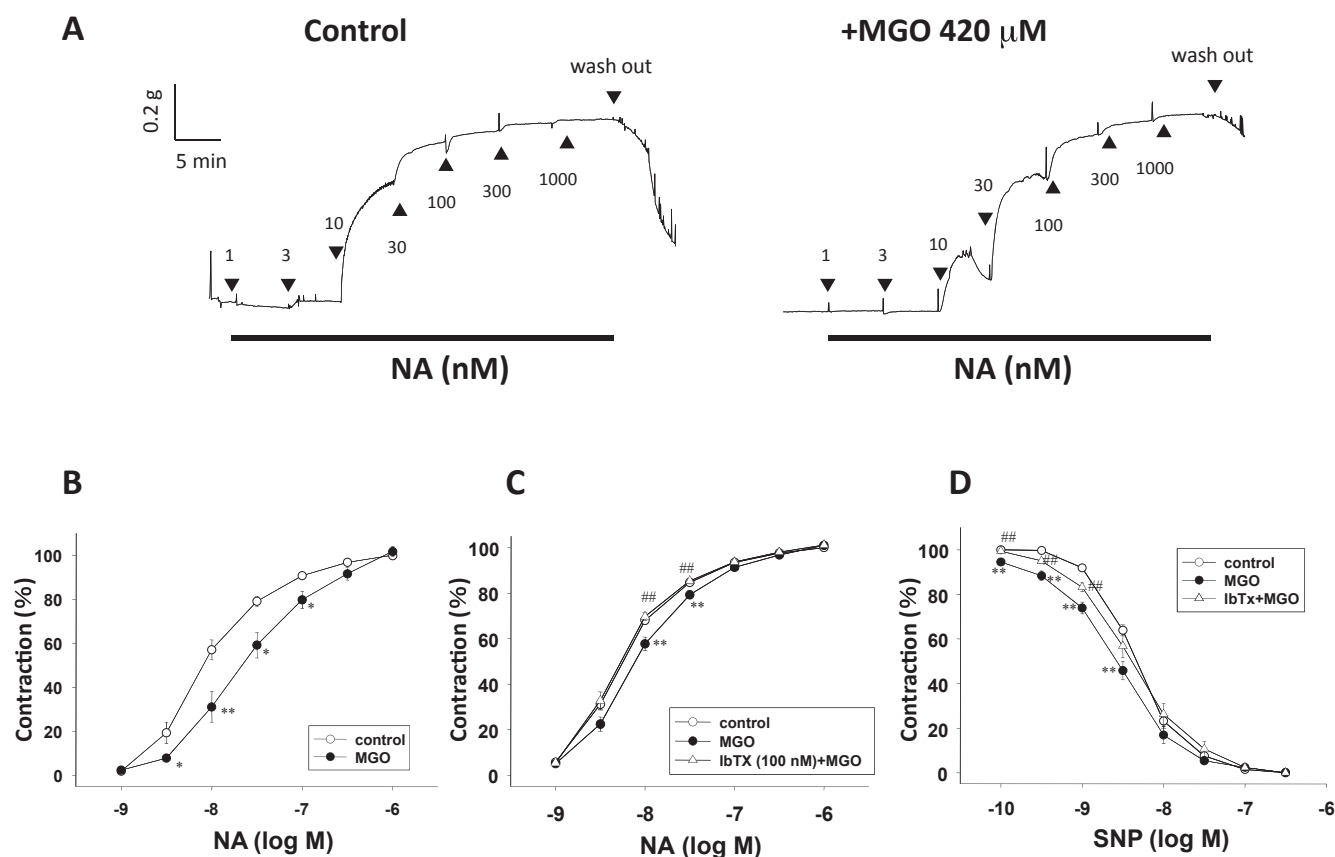 A
Control
+MGO 420 μM
wash out
wash out
0.2 g
5 min
1
3
10
30
100
300
1000
1
3
10
30
100
300
1000
NA (nM)
NA (nM)
B
C
D
Contraction (%)
100
80
60
40
20
0
*
**
*
*
control
MGO
-9
-8
-7
-6
NA (log M)
Contraction (%)
100
80
60
40
20
0
##
##
**
**
control
MGO
IbTX (100 nM)+MGO
-9
-8
-7
-6
NA (log M)
Contraction (%)
100
80
60
40
20
0
##
##
##
**
**
**
**
control
MGO
IbTx+MGO
-10
-9
-8
-7
-6
SNP (log M)